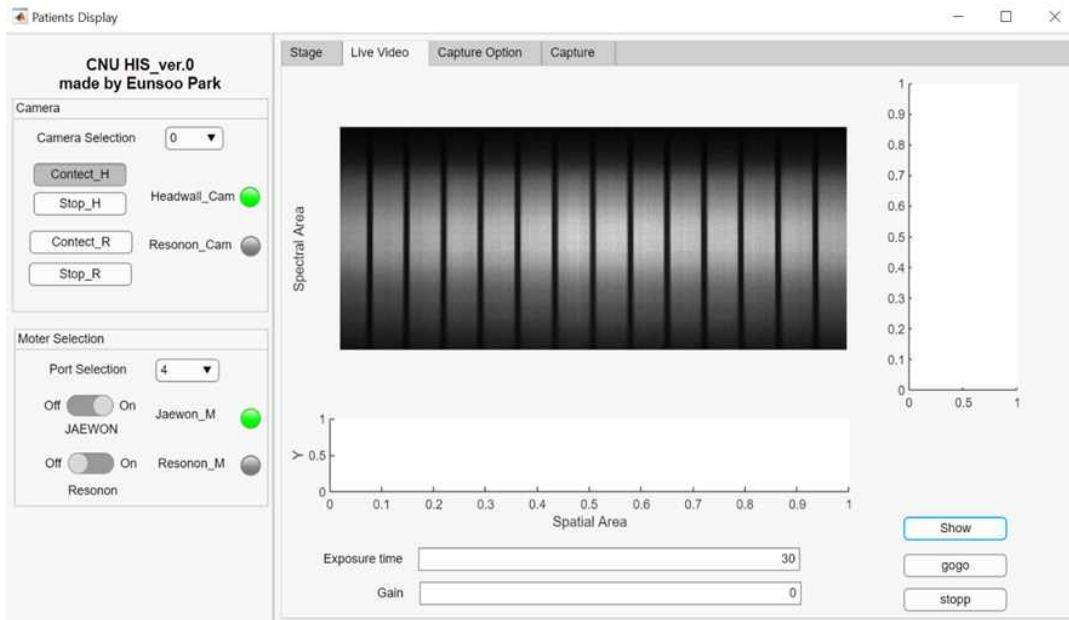 Patients Display
CNU HIS_ver.0
made by Eunsoo Park
Camera
Camera Selection
0
Contect_H
Stop_H
Headwall_Cam
Contect_R
Resonon_Cam
Stop_R
Moter Selection
Port Selection
4
Off
On
Jaewon_M
JAEWON
Off
On
Resonon_M
Resonon
Stage
Live Video
Capture Option
Capture
Spectral Area
1
0.9
0.8
0.7
0.6
0.5
0.4
0.3
0.2
0.1
0
0 0.5 1
1
Y 0.5
0
0 0.1 0.2 0.3 0.4 0.5 0.6 0.7 0.8 0.9 1
Spatial Area
Exposure time
30
Gain
0
Show
gogo
stopp